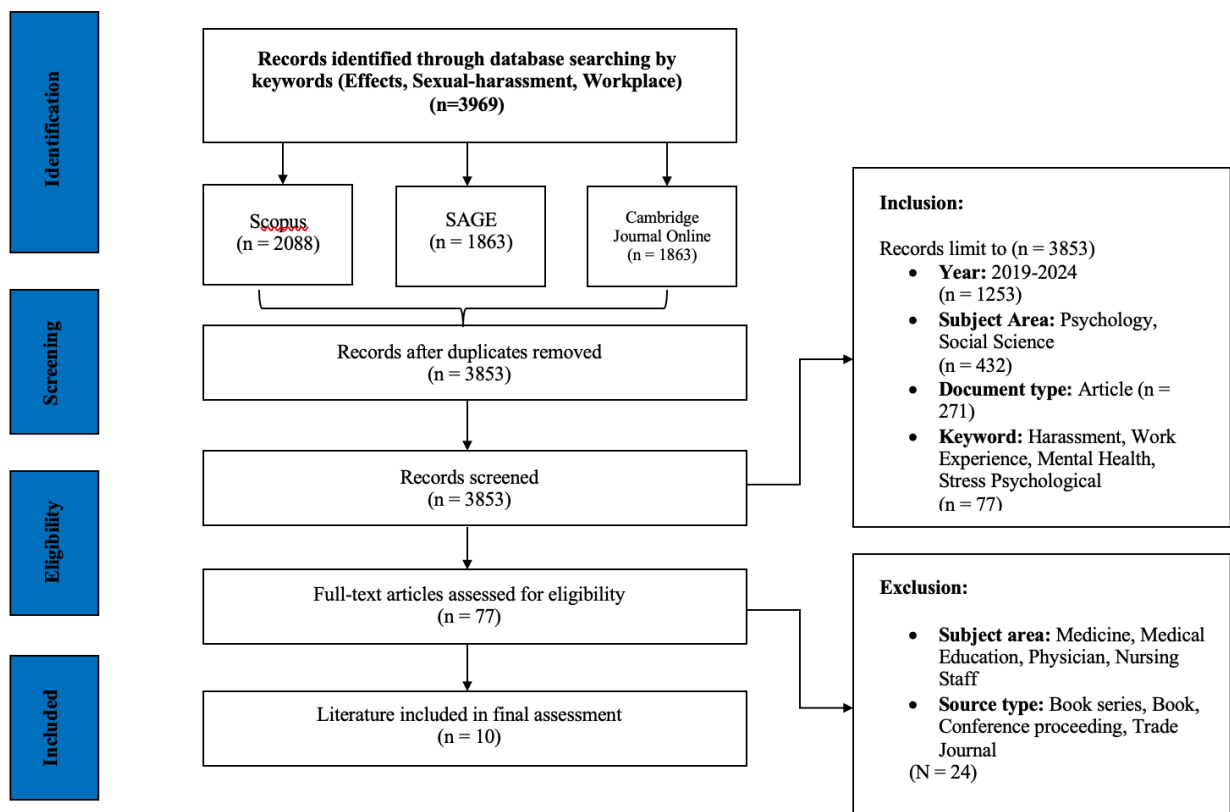 Identification
Records identified through database searching by
keywords (Effects, Sexual-harassment, Workplace)
(n=3969)
Scopus
(n = 2088)
SAGE
(n = 1863)
Cambridge
Journal Online
(n = 1863)
Screening
Records after duplicates removed
(n = 3853)
Records screened
(n = 3853)
Inclusion:
Records limit to (n = 3853)
• Year: 2019-2024
(n = 1253)
• Subject Area: Psychology,
Social Science
(n = 432)
• Document type: Article (n =
271)
• Keyword: Harassment, Work
Experience, Mental Health,
Stress Psychological
(n = 77)
Eligibility
Full-text articles assessed for eligibility
(n = 77)
Exclusion:
• Subject area: Medicine, Medical
Education, Physician, Nursing
Staff
• Source type: Book series, Book,
Conference proceeding, Trade
Journal
(N = 24)
Included
Literature included in final assessment
(n = 10)